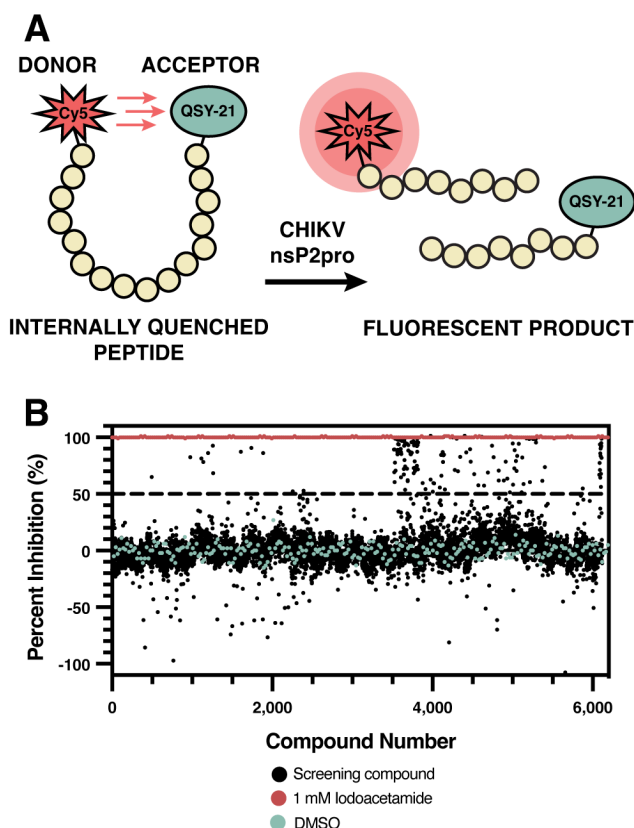 A
DONOR
ACCEPTOR
Cy5
QSY-21
Cy5
QSY-21
CHIKV
nsP2pro
INTERNALLY QUENCHED
PEPTIDE
FLUORESCENT PRODUCT
B
Percent Inhibition (%)
100
50
0
-50
-100
0
2,000
4,000
6,000
Compound Number
Screening compound
1 mM Iodoacetamide
DMSO